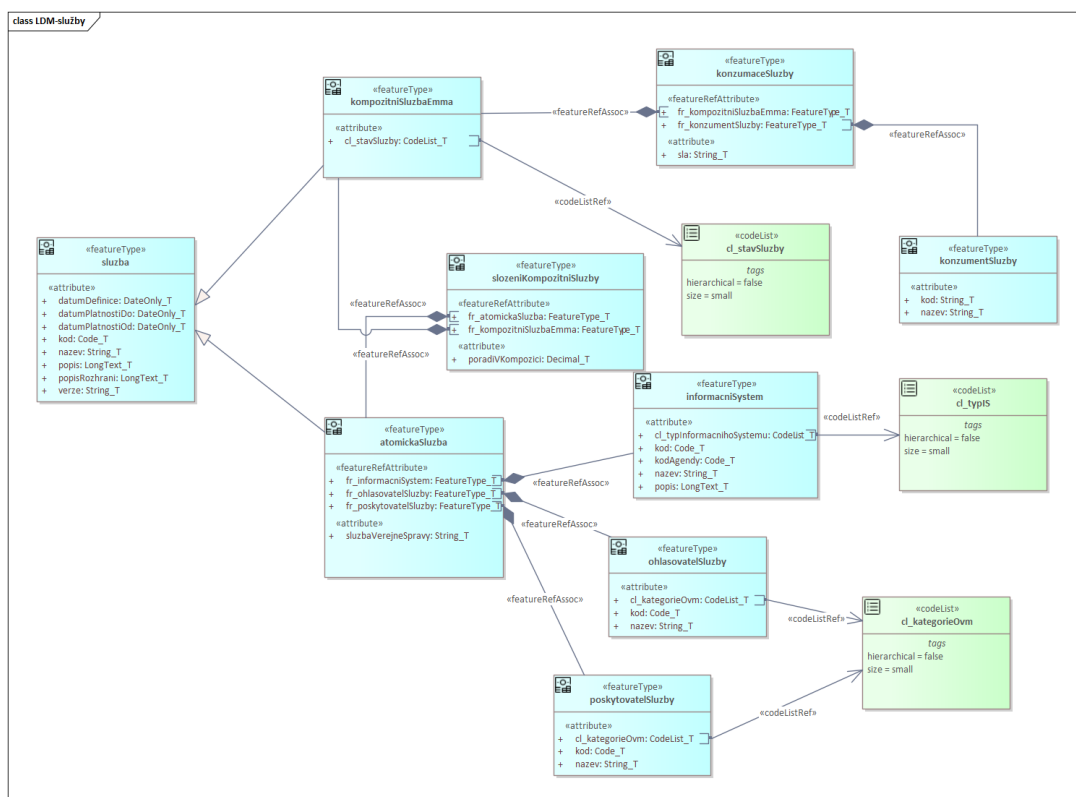 class LDM-služby
«featureType»
kompozitniSluzbaEmma
«attribute»
+ cl_stavSluzby: CodeList_T
«featureRefAssoc»
«featureType»
konzumaceSluzby
«featureRefAttribute»
+ fr_kompozitniSluzbaEmma: FeatureType_T
+ fr_konzumentSluzby: FeatureType_T
«attribute»
+ sla: String_T
«featureRefAssoc»
«codeListRef»
«codeList»
cl_stavSluzby
tags
hierarchical = false
size = small
«featureType»
konzumentSluzby
«attribute»
+ kod: String_T
+ nazev: String_T
«featureType»
sluzba
«attribute»
+ datumDefinice: DateOnly_T
+ datumPlatnostiDo: DateOnly_T
+ datumPlatnostiOd: DateOnly_T
+ kod: Code_T
+ nazev: String_T
+ popis: LongText_T
+ popisRozhrani: LongText_T
+ verze: String_T
«featureType»
slozeniKompozitniSluzby
«featureRefAttribute»
+ fr_atomickaSluzba: FeatureType_T
+ fr_kompozitniSluzbaEmma: FeatureType_T
«attribute»
+ poradiVKompozici: Decimal_T
«featureRefAssoc»
«featureRefAssoc»
«featureType»
informacniSystem
«attribute»
+ cl_typInformacnihoSystemu: CodeList_T
+ kod: Code_T
+ kodAgendy: Code_T
+ nazev: String_T
+ popis: LongText_T
«codeListRef»
«codeList»
cl_typIS
tags
hierarchical = false
size = small
«featureType»
atomickaSluzba
«featureRefAttribute»
+ fr_informacniSystem: FeatureType_T
+ fr_ohlasovatelSluzby: FeatureType_T
+ fr_poskytovatelSluzby: FeatureType_T
«attribute»
+ sluzbaVerejneSpravy: String_T
«featureRefAssoc»
«featureRefAssoc»
«featureRefAssoc»
«featureType»
ohlasovatelSluzby
«attribute»
+ cl_kategorieOvm: CodeList_T
+ kod: Code_T
+ nazev: String_T
«codeListRef»
«codeList»
cl_kategorieOvm
tags
hierarchical = false
size = small
«featureType»
poskytovatelSluzby
«attribute»
+ cl_kategorieOvm: CodeList_T
+ kod: Code_T
+ nazev: String_T
«codeListRef»